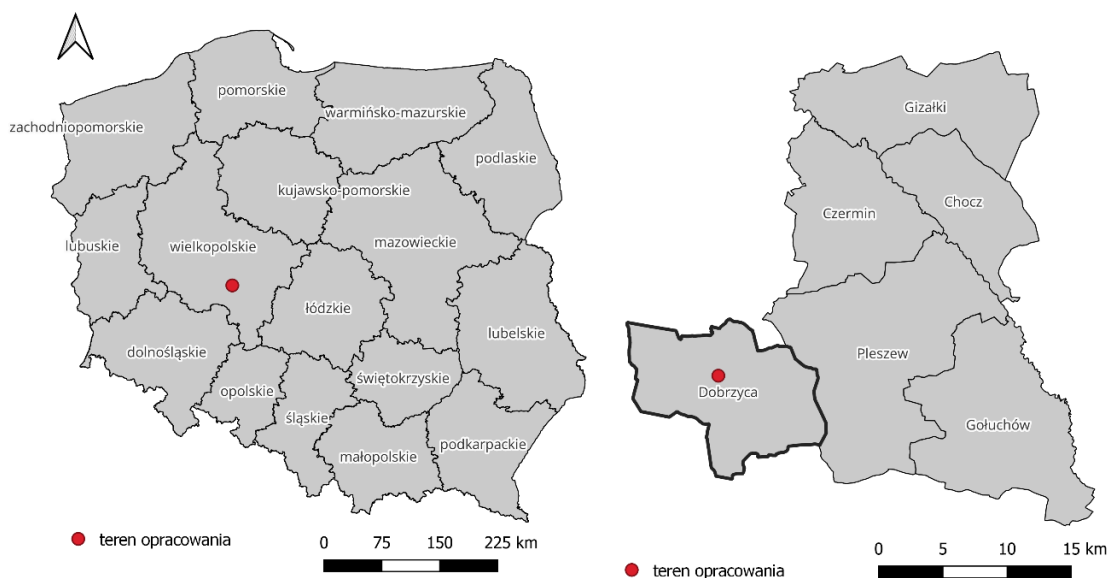 pomorskie
warmińsko-mazurskie
zachodniopomorskie
podlaskie
kujawsko-pomorskie
lubuskie
wielkopolskie
mazowieckie
łódzkie
lubelskie
dolnośląskie
świętokrzyskie
opolskie
śląskie
podkarpackie
małopolskie
teren opracowania
0 75 150 225 km
Giżałki
Chocz
Czermin
Pleszew
Dobrzyca
Gołuchów
0 5 10 15 km
teren opracowania